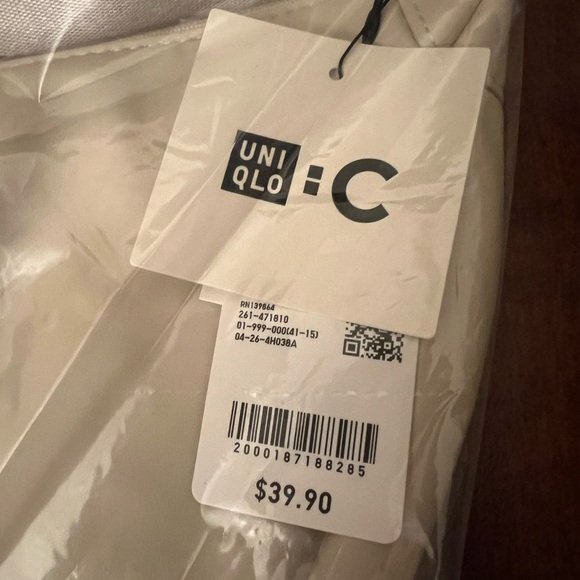 UNI
QLO : C
RN139864
261-471810
01-999-000(41-15)
04-26-4H038A
2000187188285
$39.90